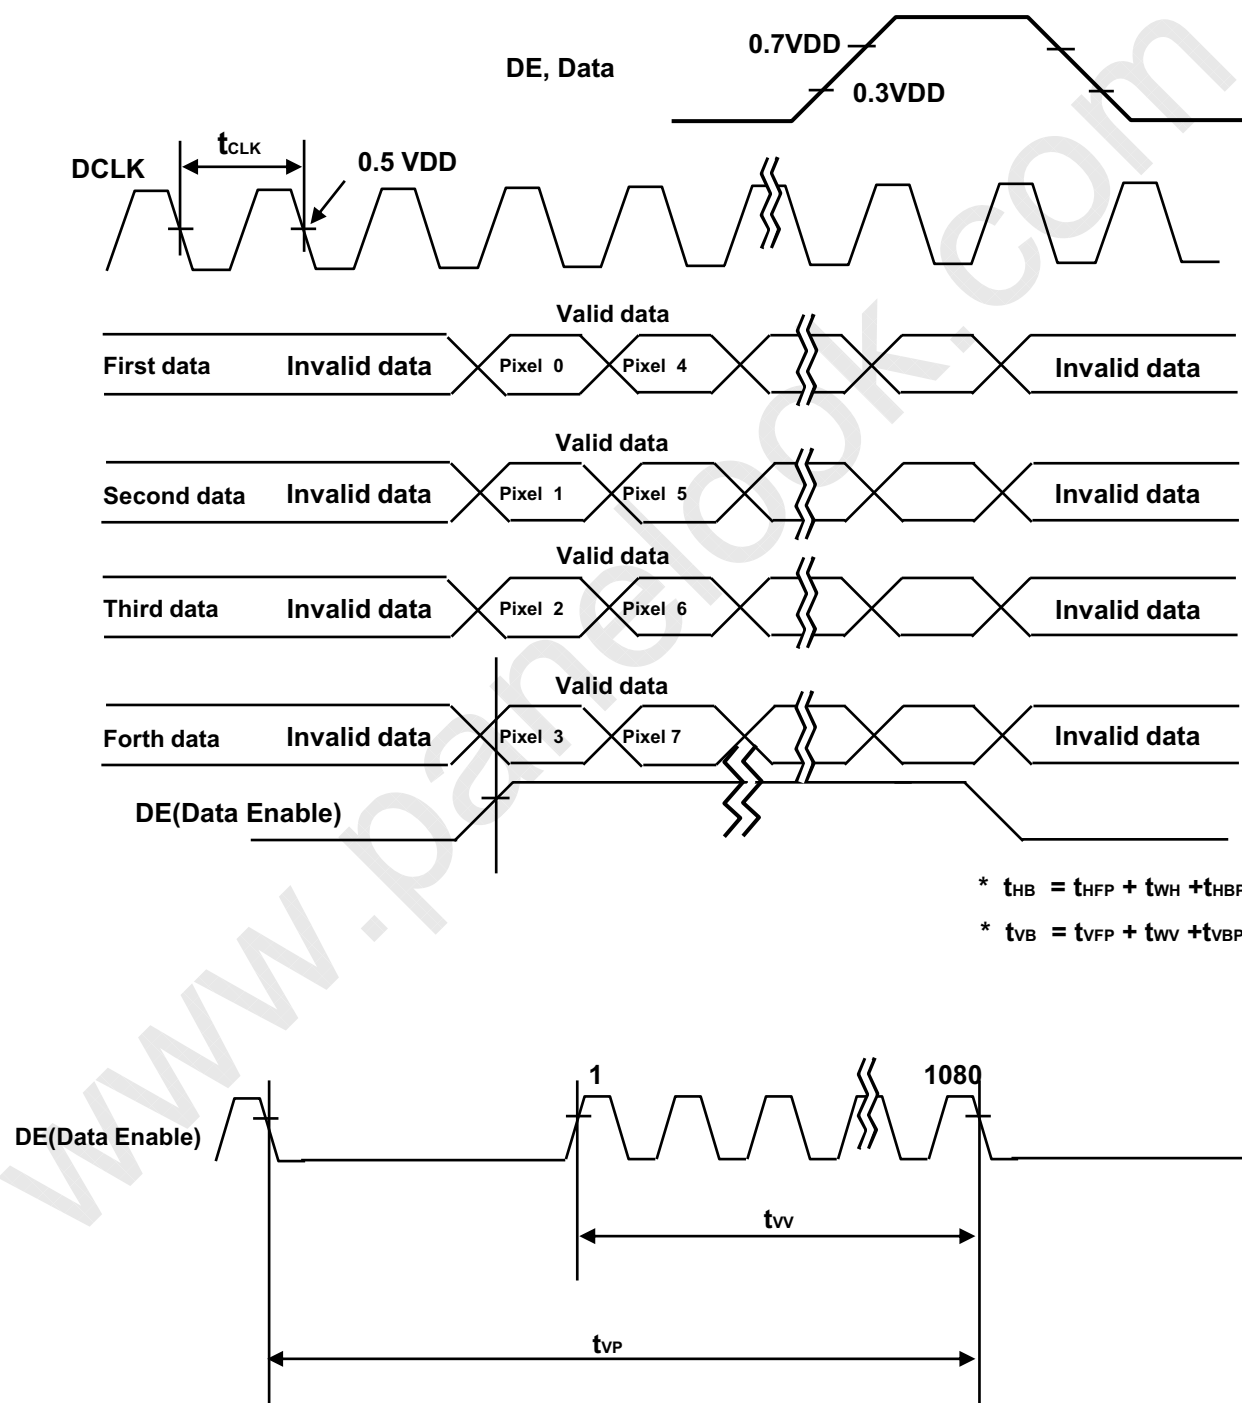 0.7VDD
DE, Data
0.3VDD
tCLK
DCLK
0.5 VDD
Valid data
First data Invalid data Pixel 0 Pixel 4 Invalid data
Valid data
Second data Invalid data Pixel 1 Pixel 5 Invalid data
Valid data
Third data Invalid data Pixel 2 Pixel 6 Invalid data
Valid data
Forth data Invalid data Pixel 3 Pixel 7 Invalid data
DE(Data Enable)
* tHB = tHFP + tWH +tHBP
* tVB = tVFP + tWV +tVBP
1 1080
DE(Data Enable)
tVV
tVP
www.panelook.com